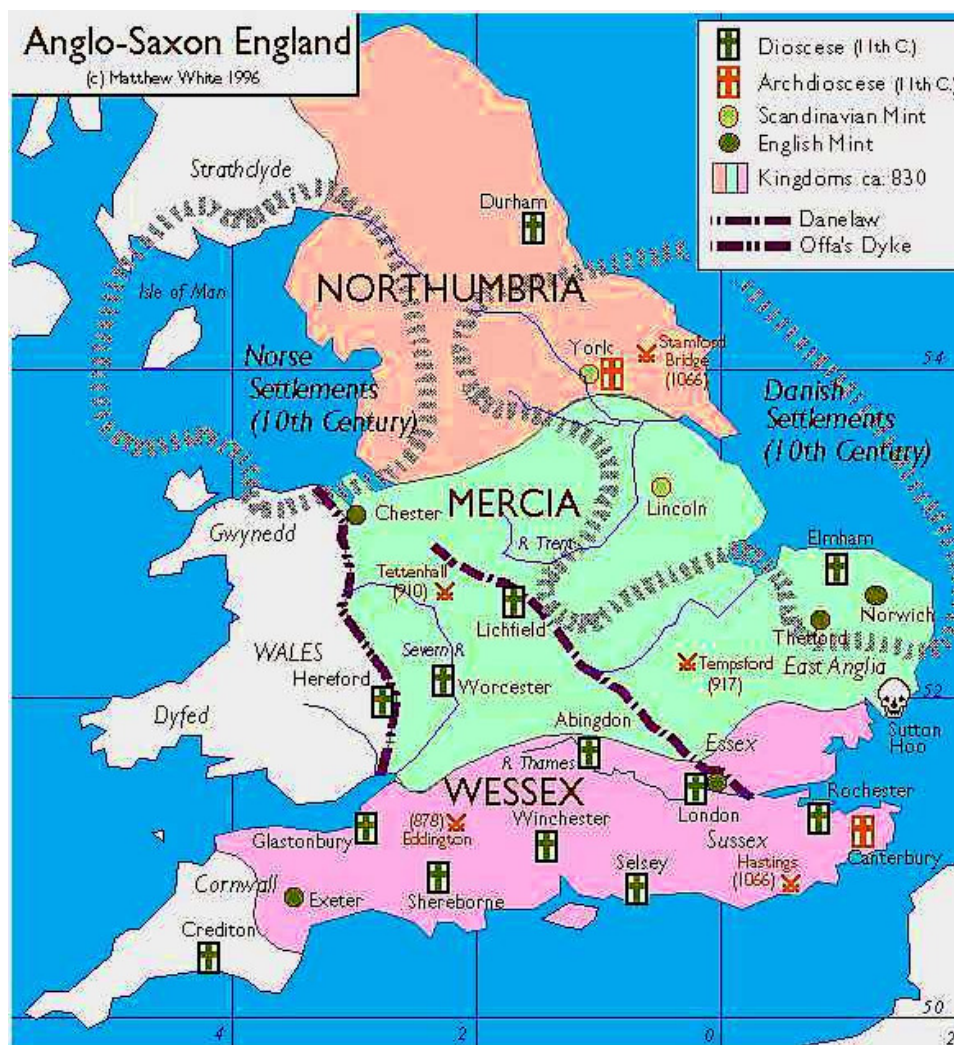 Anglo-Saxon England
(c) Matthew White 1996
Dioscese (11th C.)
Archdioscese (11th C.)
Scandinavian Mint
English Mint
Kingdoms ca. 830
Danelaw
Offa's Dyke
Strathclyde
Durham
Isle of Man
NORTHUMBRIA
York
Stamford
Bridge
(1066)
54
Norse
Settlements
(10th Century)
Danish
Settlements
(10th Century)
MERCIA
Lincoln
Chester
Gwynedd
R Trent
Elmham
Tettenhall
(910)
Norwich
Lichfield
Thetford
WALES
Severn R.
East Anglia
Tempsford
(917)
Hereford
Worcester
52
Dyfed
Sutton
Hoo
Abingdon
Essex
R Thames
WESSEX
Rochester
London
Glastonbury
(878)
Eddington
Winchester
Sussex
Canterbury
Selsey
Hastings
(1066)
Cornwall
Exeter
Shereborne
Crediton
50
4
2
0
2